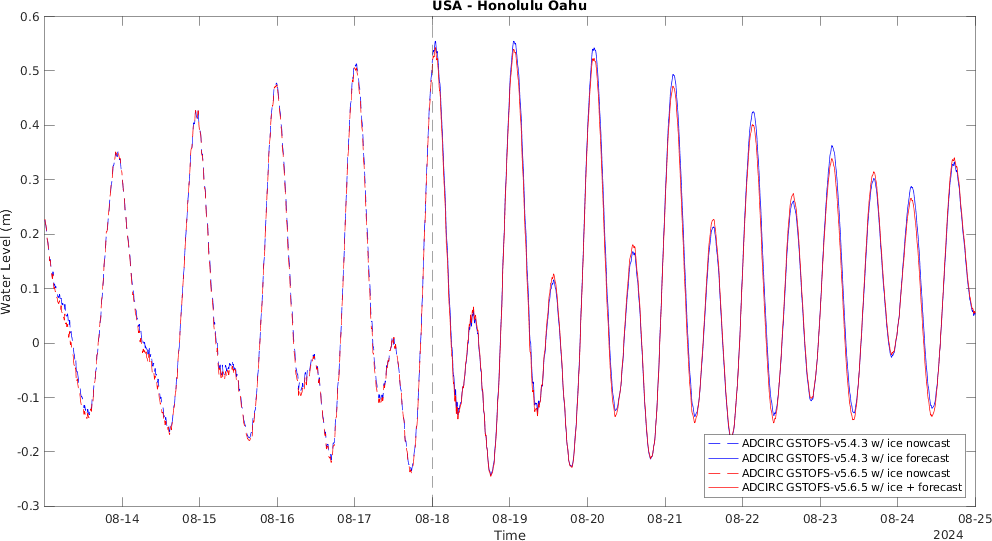 USA - Honolulu Oahu
0.6
0.5
0.4
0.3
0.2
0.1
0
-0.1
-0.2
-0.3
Water Level (m)
08-14 08-15 08-16 08-17 08-18 08-19 08-20 08-21 08-22 08-23 08-24 08-25
Time
2024
ADCIRC GSTOFS-v5.4.3 w/ ice nowcast
ADCIRC GSTOFS-v5.4.3 w/ ice forecast
ADCIRC GSTOFS-v5.6.5 w/ ice nowcast
ADCIRC GSTOFS-v5.6.5 w/ ice + forecast